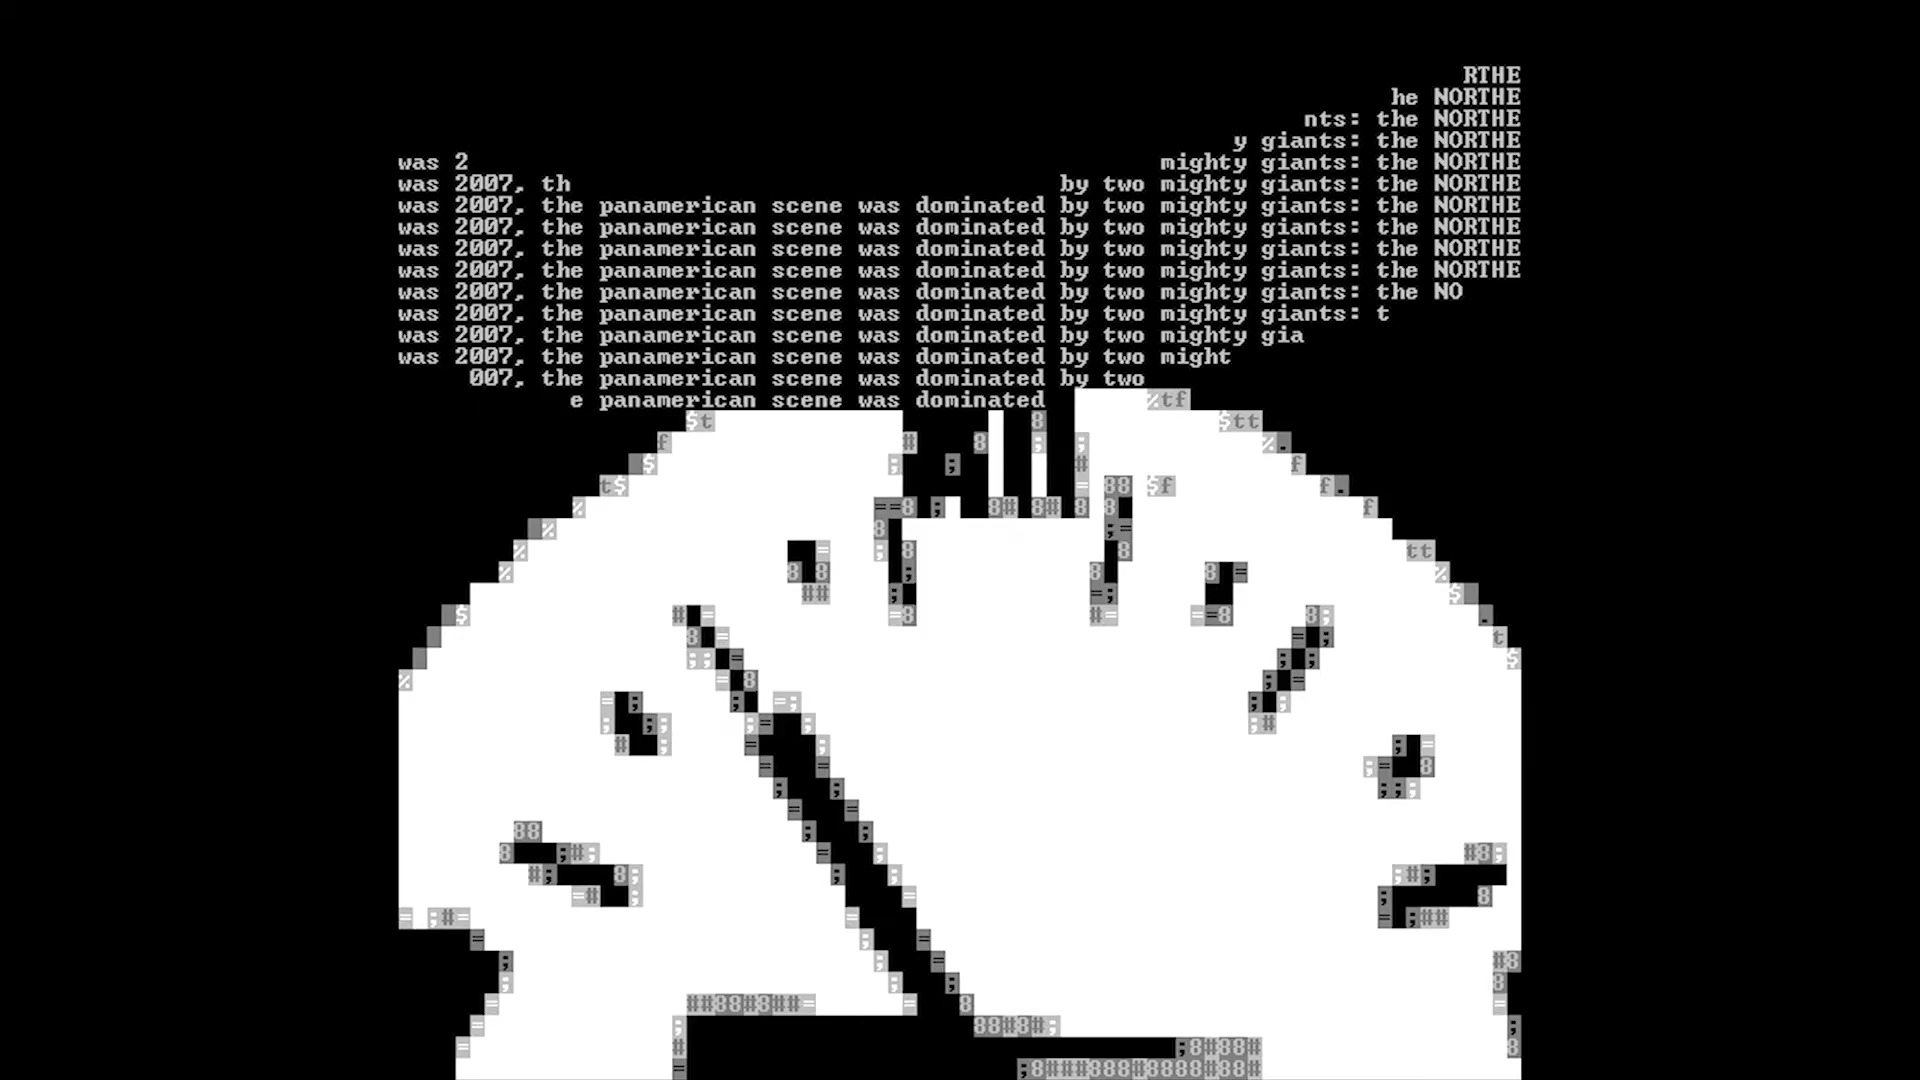 RTHE
he NORTHE
nts: the NORTHE
y giants: the NORTHE
was 2 mighty giants: the NORTHE
was 2007, th by two mighty giants: the NORTHE
was 2007, the panamerican scene was dominated by two mighty giants: the NORTHE
was 2007, the panamerican scene was dominated by two mighty giants: the NORTHE
was 2007, the panamerican scene was dominated by two mighty giants: the NORTHE
was 2007, the panamerican scene was dominated by two mighty giants: the NORTHE
was 2007, the panamerican scene was dominated by two mighty giants: the NO
was 2007, the panamerican scene was dominated by two mighty giants: t
was 2007, the panamerican scene was dominated by two mighty gia
was 2007, the panamerican scene was dominated by two might
007, the panamerican scene was dominated by two
e panamerican scene was dominated